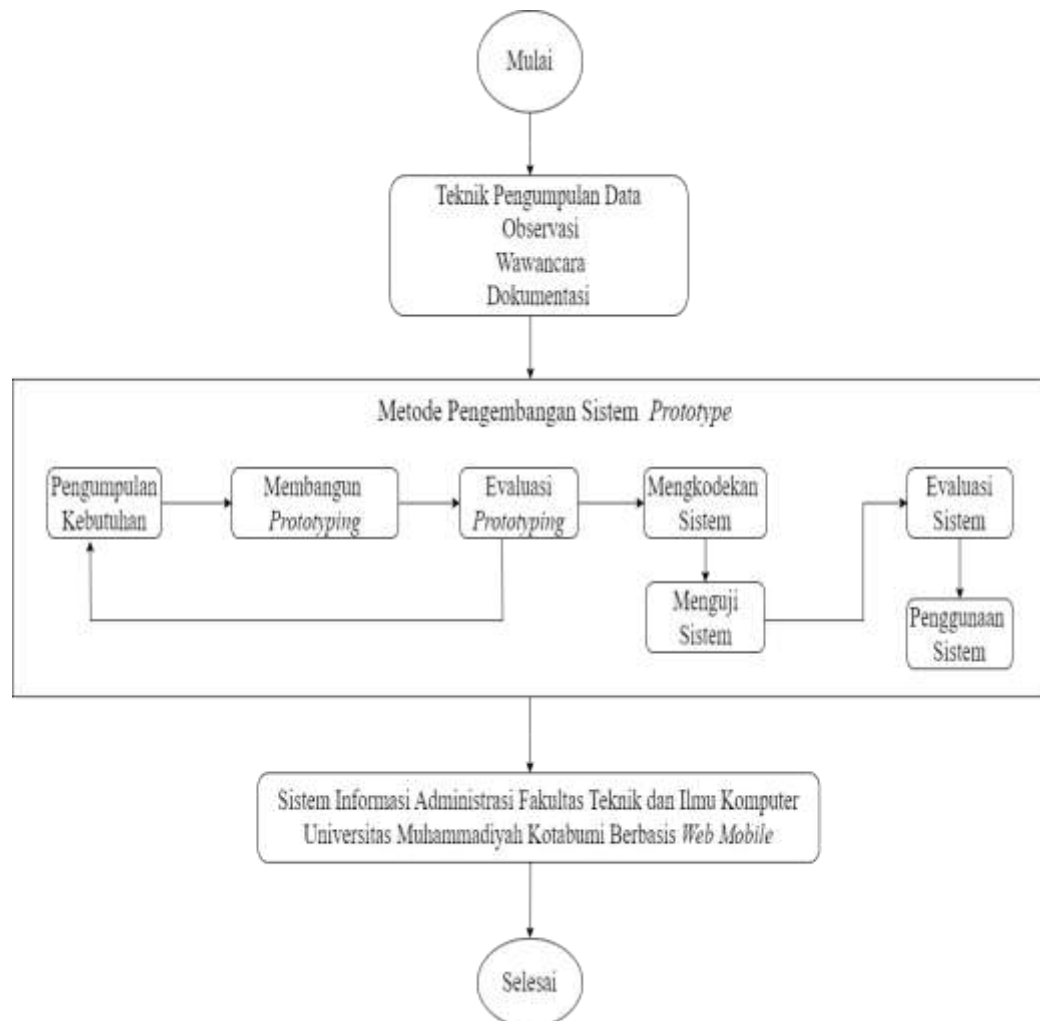 Mulai
Teknik Pengumpulan Data
Observasi
Wawancara
Dokumentasi
Metode Pengembangan Sistem Prototype
Pengumpulan
Kebutuhan
Membangun
Prototyping
Evaluasi
Prototyping
Mengkodekan
Sistem
Menguji
Sistem
Evaluasi
Sistem
Penggunaan
Sistem
Sistem Informasi Administrasi Fakultas Teknik dan Ilmu Komputer
Universitas Muhammadiyah Kotabumi Berbasis Web Mobile
Selesai